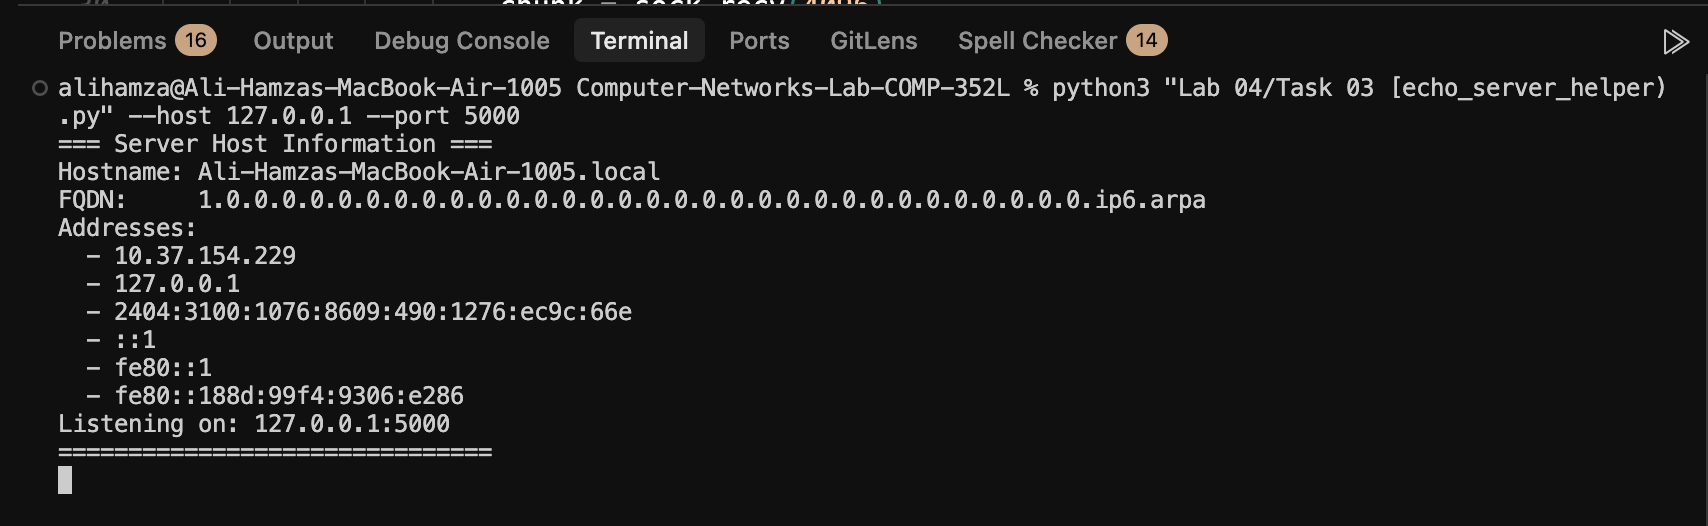 Problems 16 Output Debug Console Terminal Ports GitLens Spell Checker 14
alihamza@Ali-Hamzas-MacBook-Air-1005 Computer-Networks-Lab-COMP-352L % python3 "Lab 04/Task 03 [echo_server_helper)
.py" --host 127.0.0.1 --port 5000
=== Server Host Information ===
Hostname: Ali-Hamzas-MacBook-Air-1005.local
FQDN: 1.0.0.0.0.0.0.0.0.0.0.0.0.0.0.0.0.0.0.0.0.0.0.0.0.0.0.0.0.0.0.0.ip6.arpa
Addresses:
- 10.37.154.229
- 127.0.0.1
- 2404:3100:1076:8609:490:1276:ec9c:66e
- ::1
- fe80::1
- fe80::188d:99f4:9306:e286
Listening on: 127.0.0.1:5000
===============================